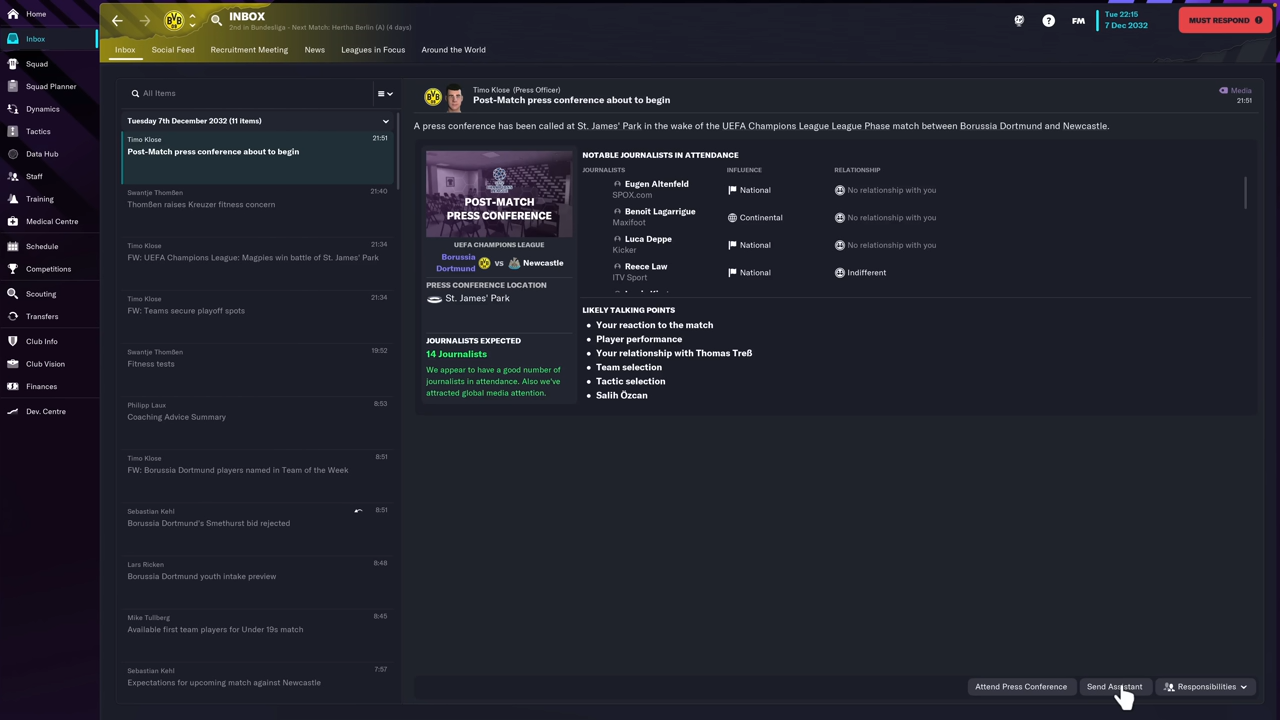 Home
Inbox
Squad
Squad Planner
Dynamics
Tactics
Data Hub
Staff
Training
Medical Centre
Schedule
Competitions
Scouting
Transfers
Club Info
Club Vision
Finances
Dev. Centre
INBOX
2nd in Bundesliga - Next Match: Hertha Berlin (A) (4 days)
FM
Tue 22:15
7 Dec 2032
MUST RESPOND
Inbox
Social Feed
Recruitment Meeting
News
Leagues in Focus
Around the World
All Items
Tuesday 7th December 2032 (11 items)
Timo Klose 21:51
Post-Match press conference about to begin
Swantje Thomßen 21:40
Thomßen raises Kreuzer fitness concern
Timo Klose 21:34
FW: UEFA Champions League: Magpies win battle of St. James' Park
Timo Klose 21:34
FW: Teams secure playoff spots
Swantje Thomßen 19:52
Fitness tests
Philipp Laux 8:53
Coaching Advice Summary
Timo Klose 8:51
FW: Borussia Dortmund players named in Team of the Week
Sebastian Kehl 8:51
Borussia Dortmund's Smethurst bid rejected
Lars Ricken 8:48
Borussia Dortmund youth intake preview
Mike Tullberg 8:45
Available first team players for Under 19s match
Sebastian Kehl 7:57
Expectations for upcoming match against Newcastle
Timo Klose (Press Officer)
Post-Match press conference about to begin
Media
21:51
A press conference has been called at St. James' Park in the wake of the UEFA Champions League League Phase match between Borussia Dortmund and Newcastle.
POST-MATCH
PRESS CONFERENCE
UEFA CHAMPIONS LEAGUE
Borussia
Dortmund vs Newcastle
PRESS CONFERENCE LOCATION
St. James' Park
JOURNALISTS EXPECTED
14 Journalists
We appear to have a good number of
journalists in attendance. Also we've
attracted global media attention.
NOTABLE JOURNALISTS IN ATTENDANCE
JOURNALISTS INFLUENCE RELATIONSHIP
Eugen Altenfeld
SPOX.com
National
No relationship with you
Benoît Lagarrigue
Maxifoot
Continental
No relationship with you
Luca Deppe
Kicker
National
No relationship with you
Reece Law
ITV Sport
National
Indifferent
LIKELY TALKING POINTS
Your reaction to the match
Player performance
Your relationship with Thomas Treß
Team selection
Tactic selection
Salih Özcan
Attend Press Conference
Send Assistant
Responsibilities